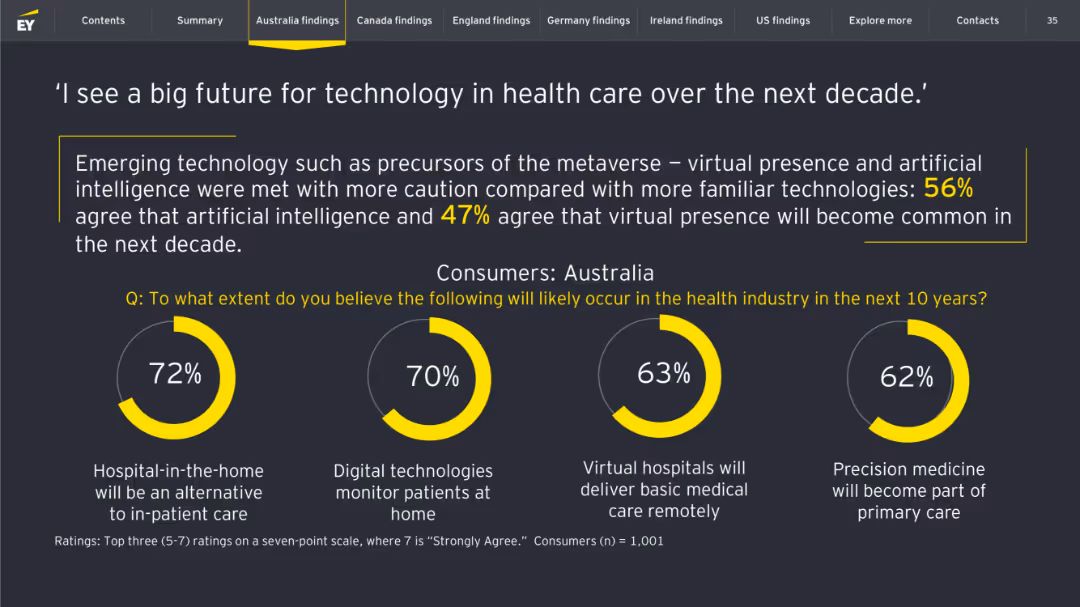 EY
Contents
Summary
Australia findings
Canada findings
England findings
Germany findings
Ireland findings
US findings
Explore more
Contacts
35
‘I see a big future for technology in health care over the next decade.’
Emerging technology such as precursors of the metaverse – virtual presence and artificial
intelligence were met with more caution compared with more familiar technologies: 56%
agree that artificial intelligence and 47% agree that virtual presence will become common in
the next decade.
Consumers: Australia
Q: To what extent do you believe the following will likely occur in the health industry in the next 10 years?
72%
Hospital-in-the-home
will be an alternative
to in-patient care
70%
Digital technologies
monitor patients at
home
63%
Virtual hospitals will
deliver basic medical
care remotely
62%
Precision medicine
will become part of
primary care
Ratings: Top three (5-7) ratings on a seven-point scale, where 7 is “Strongly Agree.” Consumers (n) = 1,001